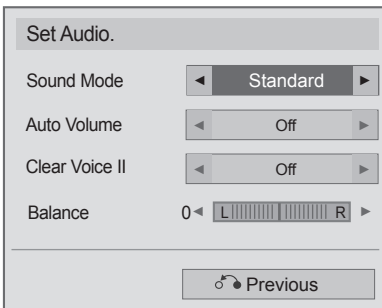 Set Audio.
Sound Mode ◄ Standard ►
Auto Volume ◄ Off ►
Clear Voice II ◄ Off ►
Balance 0 ◄ L R ►
Previous